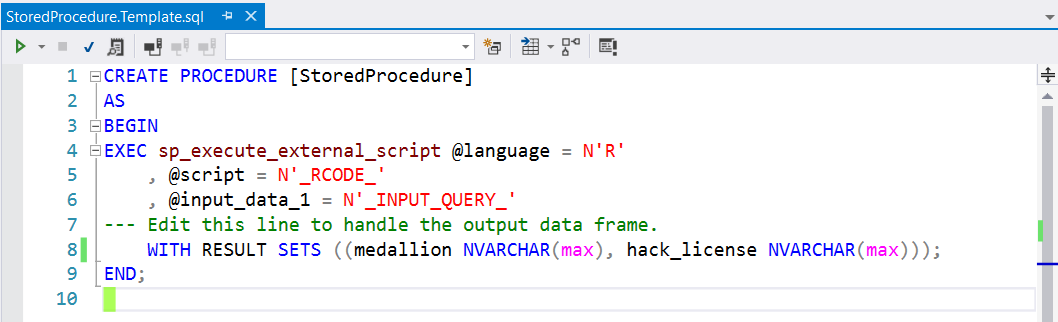 StoredProcedure.Template.sql
1 CREATE PROCEDURE [StoredProcedure]
2 AS
3 BEGIN
4 EXEC sp_execute_external_script @language = N'R'
5 , @script = N'_RCODE_'
6 , @input_data_1 = N'_INPUT_QUERY_'
7 --- Edit this line to handle the output data frame.
8 WITH RESULT SETS ((medallion NVARCHAR(max), hack_license NVARCHAR(max)));
9 END;
10